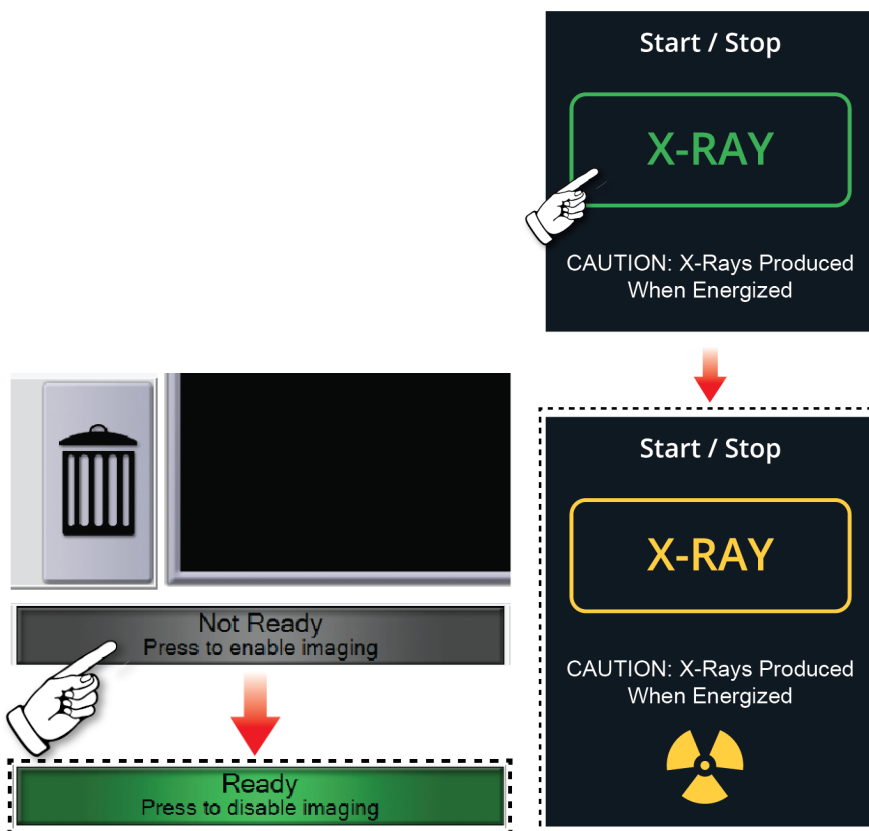 Start / Stop
X-RAY
CAUTION: X-Rays Produced
When Energized
Not Ready
Press to enable imaging
Ready
Press to disable imaging
Start / Stop
X-RAY
CAUTION: X-Rays Produced
When Energized